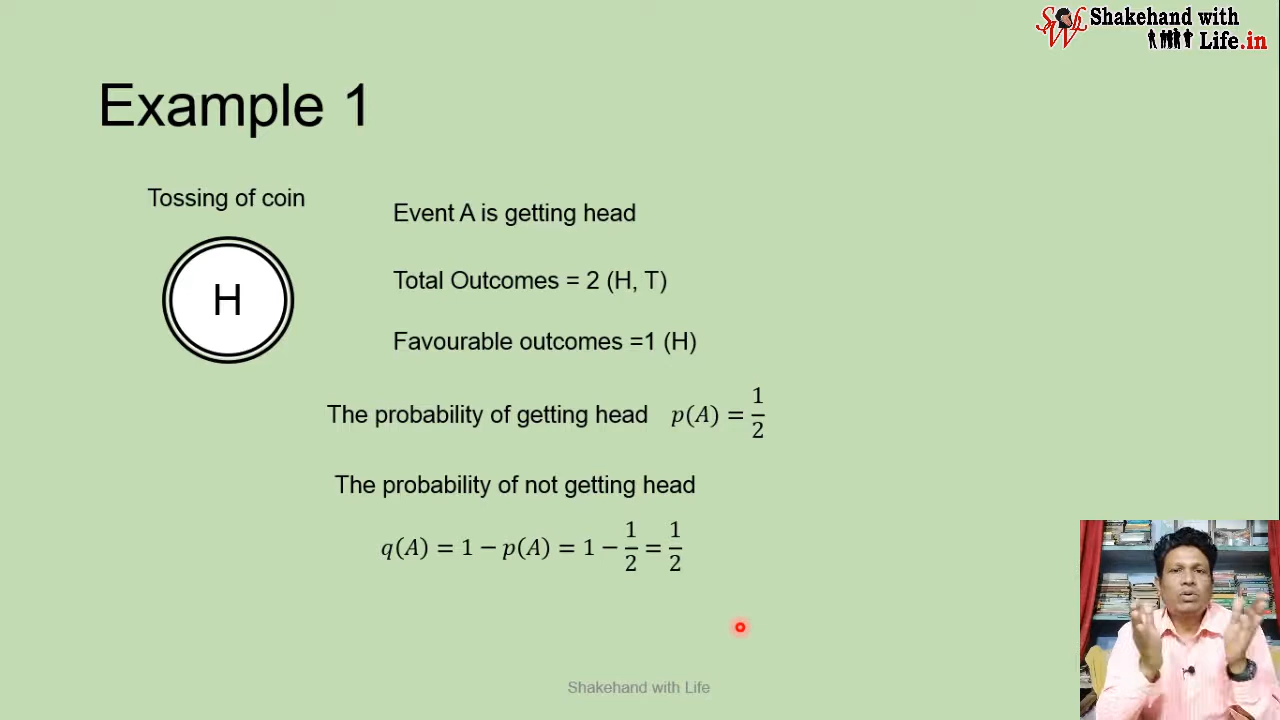 Shakehand with
Life.in
Example 1
Tossing of coin
H
Event A is getting head
Total Outcomes = 2 (H, T)
Favourable outcomes =1 (H)
The probability of getting head p(A) = 1/2
The probability of not getting head
q(A) = 1 − p(A) = 1 − 1/2 = 1/2
Shakehand with Life